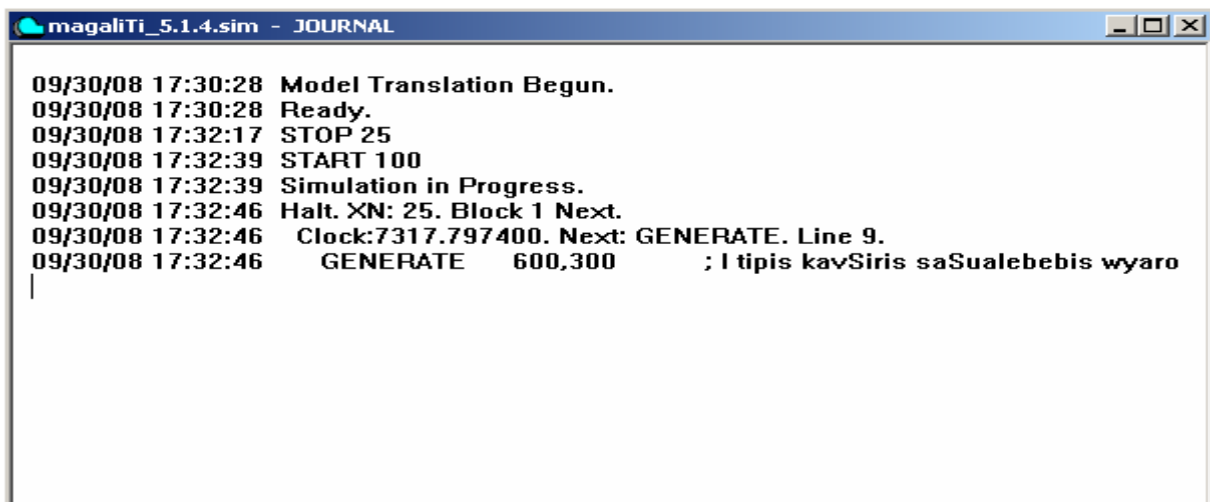 magaliTi_5.1.4.sim - JOURNAL
09/30/08 17:30:28 Model Translation Begun.
09/30/08 17:30:28 Ready.
09/30/08 17:32:17 STOP 25
09/30/08 17:32:39 START 100
09/30/08 17:32:39 Simulation in Progress.
09/30/08 17:32:46 Halt. XN: 25. Block 1 Next.
09/30/08 17:32:46 Clock:7317.797400. Next: GENERATE. Line 9.
09/30/08 17:32:46 GENERATE 600,300 ; I tipis kavSiris saSualebebis wyaro